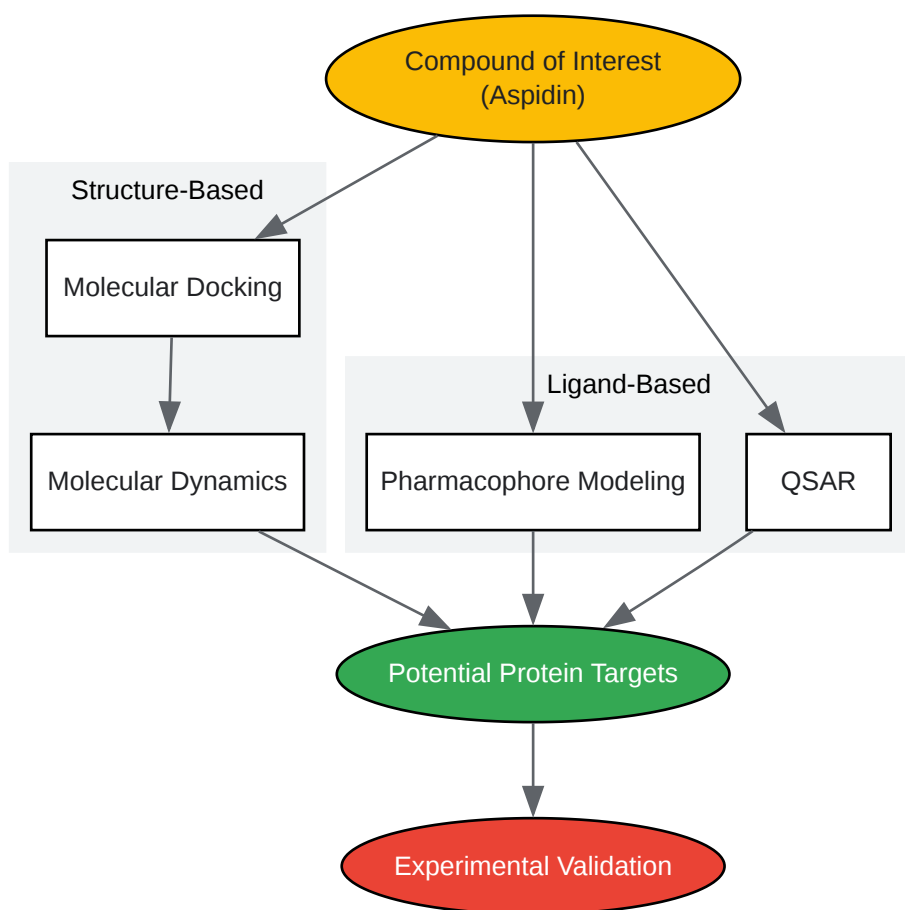 Compound of Interest
(Aspidin)
Structure-Based
Molecular Docking
Ligand-Based
Molecular Dynamics
Pharmacophore Modeling
QSAR
Potential Protein Targets
Experimental Validation